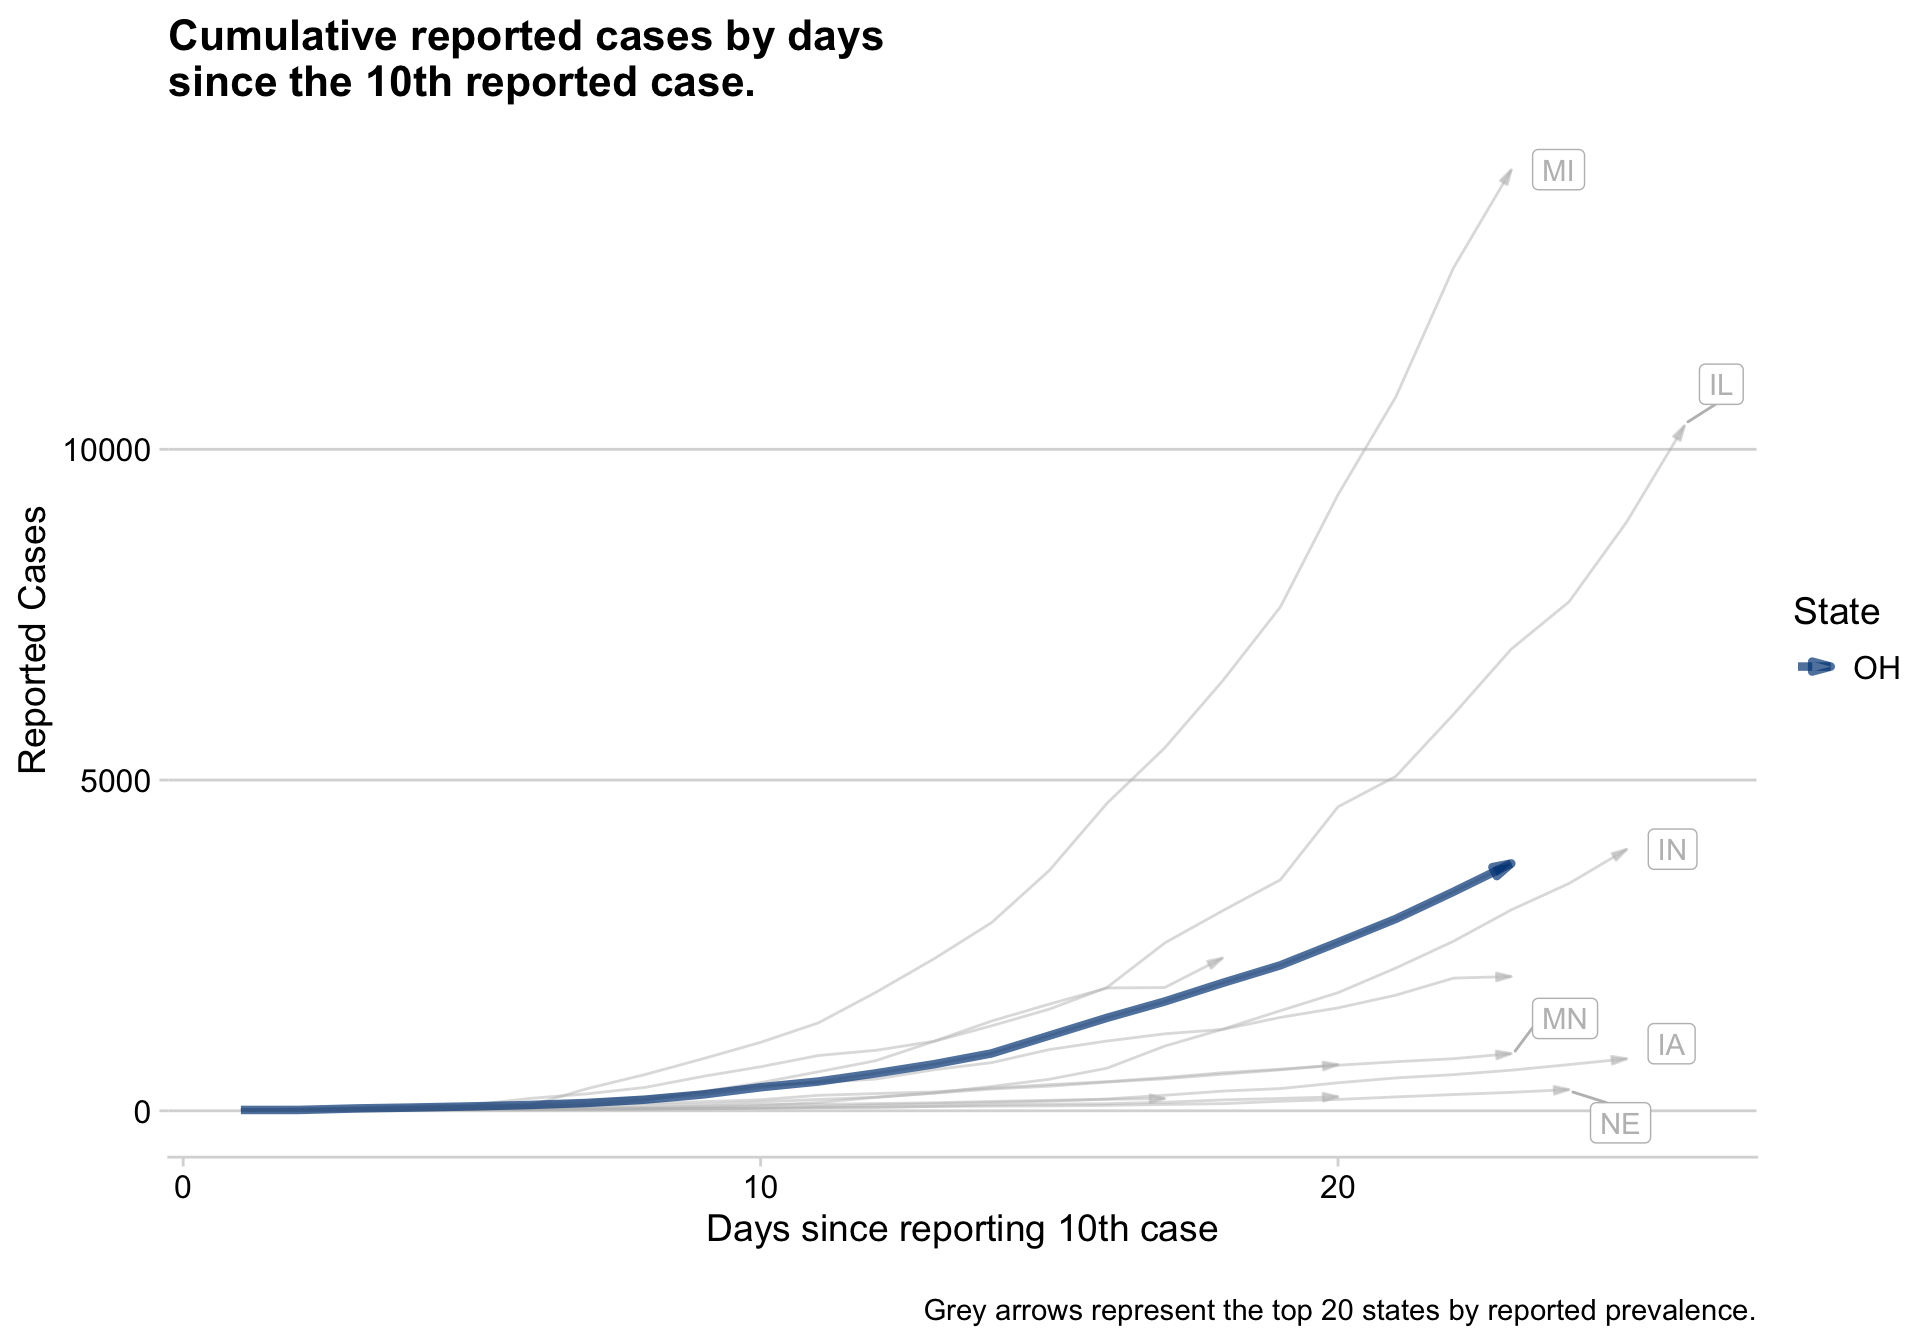 Cumulative reported cases by days
since the 10th reported case.
MI
IL
10000
Reported Cases
State
OH
5000
IN
MN
IA
0
NE
0 10 20
Days since reporting 10th case
Grey arrows represent the top 20 states by reported prevalence.